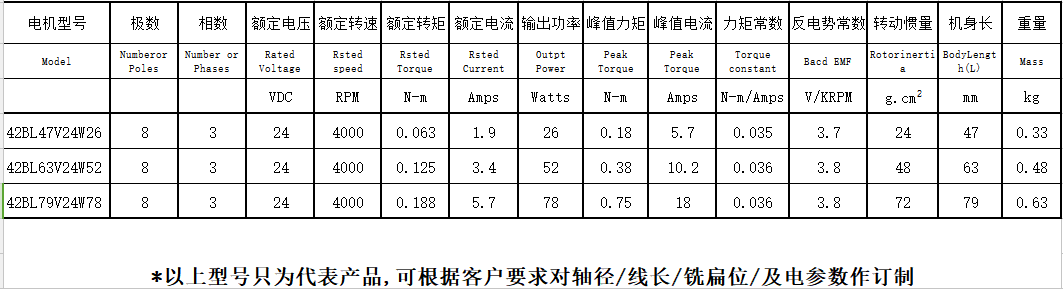 电机型号 极数 相数 额定电压 额定转速 额定转矩 额定电流 输出功率 峰值力矩 峰值电流 力矩常数 反电势常数 转动惯量 机身长 重量
Model Numberor Poles Number or Phases Rated Voltage Rsted speed Rsted Torque Rsted Current Outpt Power Peak Torque Peak Torque Torque constant Bacd EMF Rotorinertia BodyLength(L) Mass
VDC RPM N-m Amps Watts N-m Amps N-m/Amps V/KRPM g.cm² mm kg
42BL47V24W26 8 3 24 4000 0.063 1.9 26 0.18 5.7 0.035 3.7 24 47 0.33
42BL63V24W52 8 3 24 4000 0.125 3.4 52 0.38 10.2 0.036 3.8 48 63 0.48
42BL79V24W78 8 3 24 4000 0.188 5.7 78 0.75 18 0.036 3.8 72 79 0.63
*以上型号只为代表产品,可根据客户要求对轴径/线长/铣扁位/及电参数作订制